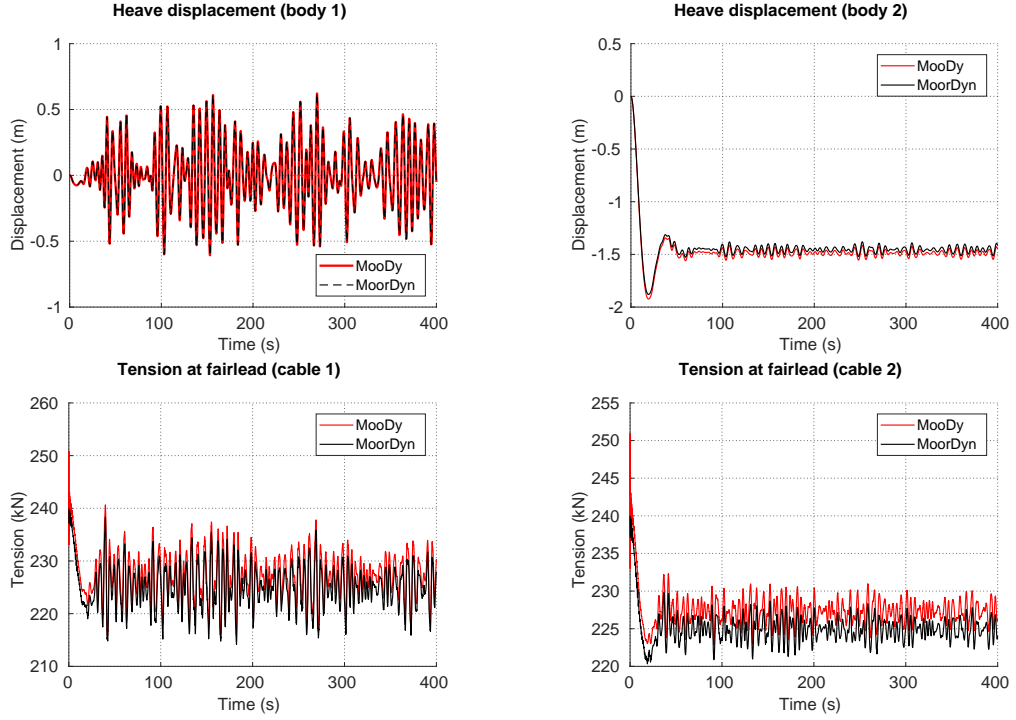 Heave displacement (body 1)
1
0.5
0
-0.5
-1
Displacement (m)
0 100 200 300 400
Time (s)
MooDy
MoorDyn
Heave displacement (body 2)
0.5
0
-0.5
-1
-1.5
-2
Displacement (m)
0 100 200 300 400
Time (s)
MooDy
MoorDyn
Tension at fairlead (cable 1)
260
250
240
230
220
210
Tension (kN)
0 100 200 300 400
Time (s)
MooDy
MoorDyn
Tension at fairlead (cable 2)
255
250
245
240
235
230
225
220
Tension (kN)
0 100 200 300 400
Time (s)
MooDy
MoorDyn